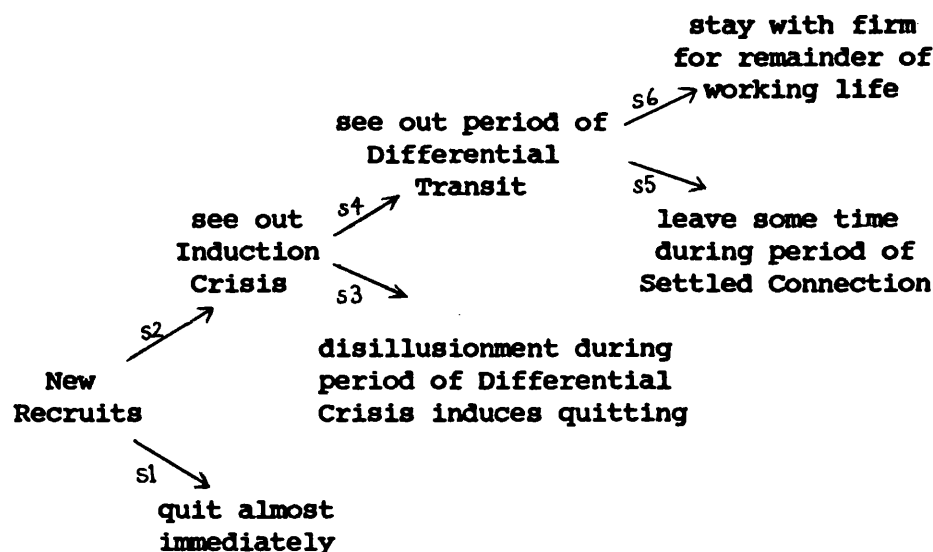 stay with firm
for remainder of
working life
s6
see out period of
Differential
Transit
s5
leave some time
during period of
Settled Connection
s4
see out
Induction
Crisis
s3
disillusionment during
period of Differential
Crisis induces quitting
s2
New
Recruits
s1
quit almost
immediately